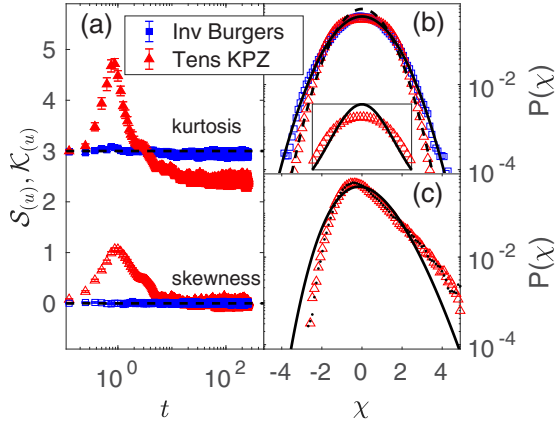 (a)
Inv Burgers
Tens KPZ
(b)
5
4
3
2
1
0
kurtosis
skewness
S(u), K(u)
10^0
10^2
t
10^-2
10^-4
P(χ)
(c)
10^-2
10^-4
P(χ)
-4
-2
0
2
4
χ